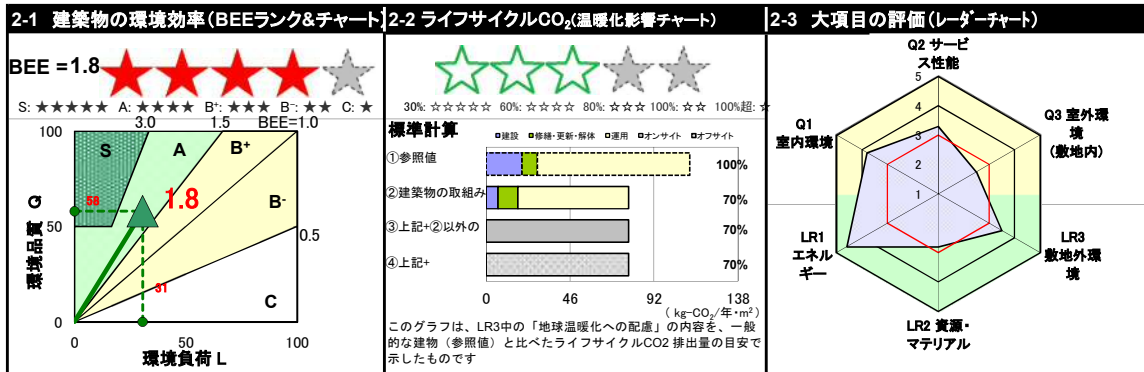 2-1 建築物の環境効率(BEEランク&チャート)
BEE =1.8
S: ★★★★★ A: ★★★★ B⁺: ★★★ B⁻: ★★ C: ★
3.0 1.5 BEE=1.0
100
S A B⁺
1.8
58
50
B⁻
0.5
31
C
0
0 50 100
環境品質 Q
環境負荷 L
2-2 ライフサイクルCO₂(温暖化影響チャート)
30%: ☆☆☆☆☆ 60%: ☆☆☆☆ 80%: ☆☆☆ 100%: ☆☆ 100%超: ☆
標準計算
建設 修繕・更新・解体 運用 オンサイト オフサイト
①参照値 100%
②建築物の取組み 70%
③上記+②以外の 70%
④上記+ 70%
0 46 92 138
( kg-CO₂/年・m²)
このグラフは、LR3中の「地球温暖化への配慮」の内容を、一般
的な建物(参照値)と比べたライフサイクルCO2 排出量の目安で
示したものです
2-3 大項目の評価(レーダーチャート)
Q2 サービ
ス性能
Q3 室外環
境
(敷地内)
LR3
敷地外環
境
LR2 資源・
マテリアル
LR1
エネル
ギー
Q1
室内環境
5
4
3
2
1